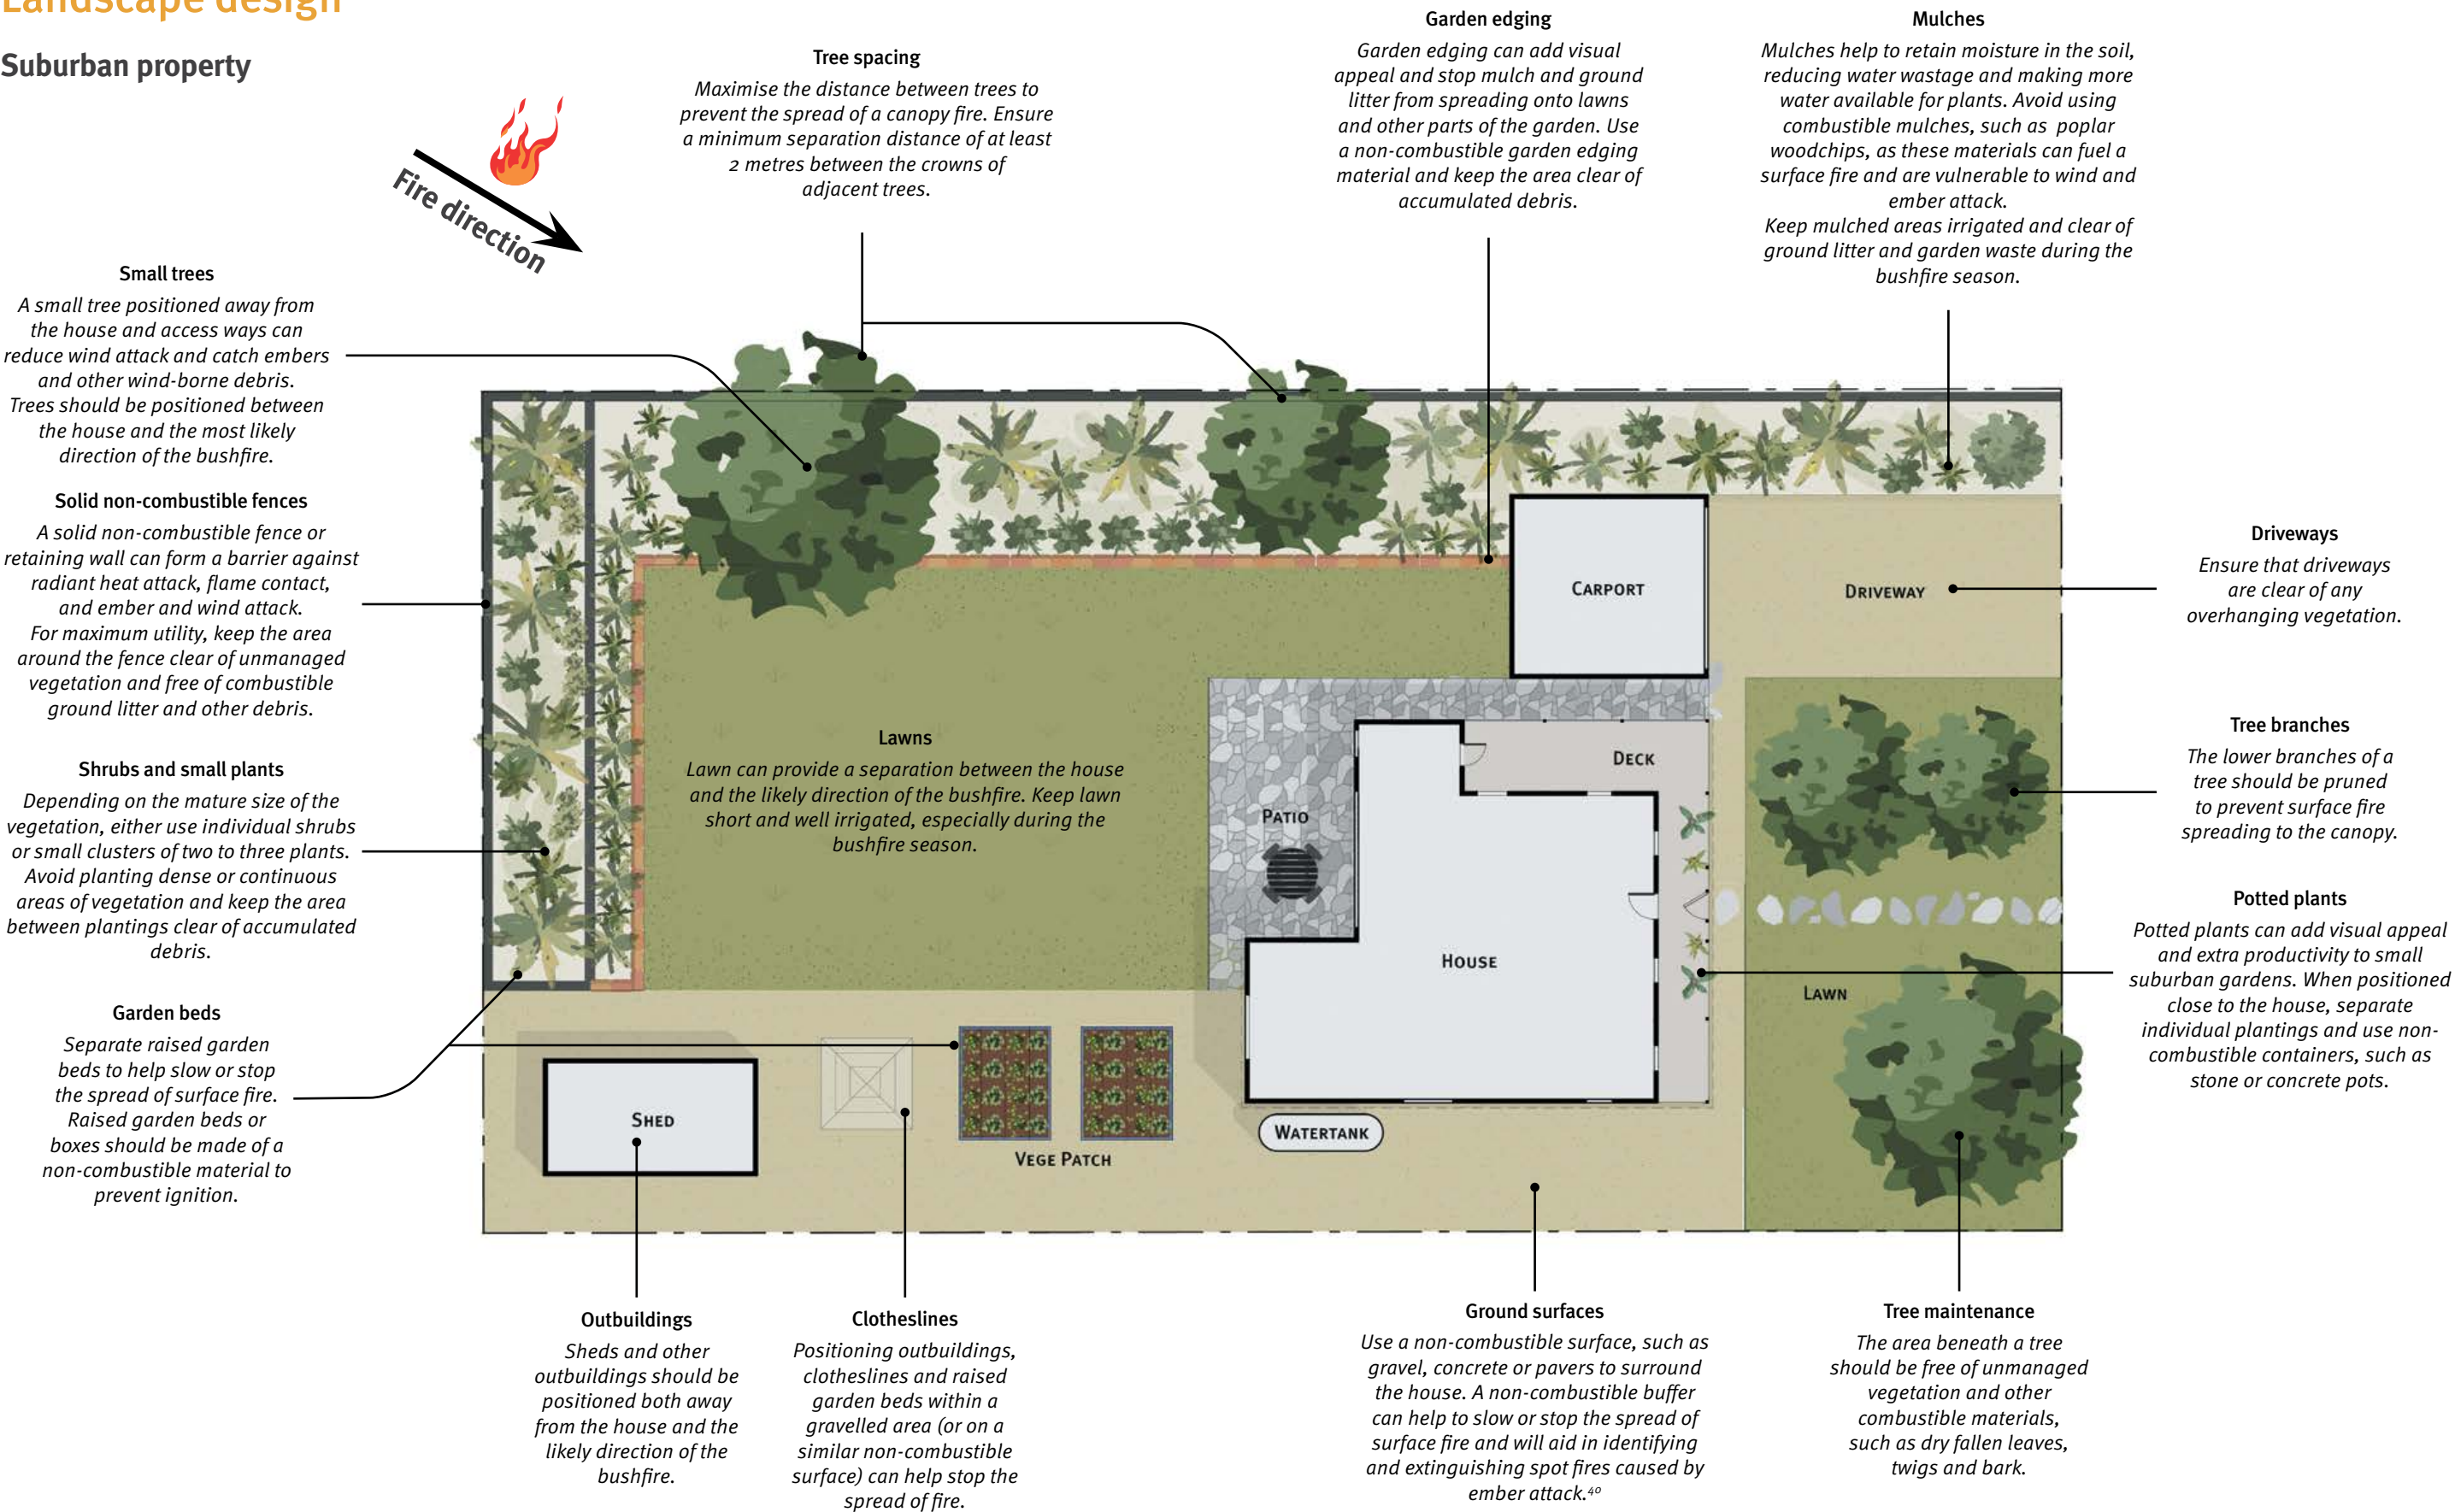 Landscape design
Suburban property
Fire direction
Tree spacing
Maximise the distance between trees to
prevent the spread of a canopy fire. Ensure
a minimum separation distance of at least
2 metres between the crowns of
adjacent trees.
Garden edging
Garden edging can add visual
appeal and stop mulch and ground
litter from spreading onto lawns
and other parts of the garden. Use
a non-combustible garden edging
material and keep the area clear of
accumulated debris.
Mulches
Mulches help to retain moisture in the soil,
reducing water wastage and making more
water available for plants. Avoid using
combustible mulches, such as poplar
woodchips, as these materials can fuel a
surface fire and are vulnerable to wind and
ember attack.
Keep mulched areas irrigated and clear of
ground litter and garden waste during the
bushfire season.
Small trees
A small tree positioned away from
the house and access ways can
reduce wind attack and catch embers
and other wind-borne debris.
Trees should be positioned between
the house and the most likely
direction of the bushfire.
Solid non-combustible fences
A solid non-combustible fence or
retaining wall can form a barrier against
radiant heat attack, flame contact,
and ember and wind attack.
For maximum utility, keep the area
around the fence clear of unmanaged
vegetation and free of combustible
ground litter and other debris.
Shrubs and small plants
Depending on the mature size of the
vegetation, either use individual shrubs
or small clusters of two to three plants.
Avoid planting dense or continuous
areas of vegetation and keep the area
between plantings clear of accumulated
debris.
Garden beds
Separate raised garden
beds to help slow or stop
the spread of surface fire.
Raised garden beds or
boxes should be made of a
non-combustible material to
prevent ignition.
Lawns
Lawn can provide a separation between the house
and the likely direction of the bushfire. Keep lawn
short and well irrigated, especially during the
bushfire season.
CARPORT
DRIVEWAY
DECK
PATIO
HOUSE
LAWN
SHED
VEGE PATCH
WATERTANK
Driveways
Ensure that driveways
are clear of any
overhanging vegetation.
Tree branches
The lower branches of a
tree should be pruned
to prevent surface fire
spreading to the canopy.
Potted plants
Potted plants can add visual appeal
and extra productivity to small
suburban gardens. When positioned
close to the house, separate
individual plantings and use non-
combustible containers, such as
stone or concrete pots.
Outbuildings
Sheds and other
outbuildings should be
positioned both away
from the house and the
likely direction of the
bushfire.
Clotheslines
Positioning outbuildings,
clotheslines and raised
garden beds within a
gravelled area (or on a
similar non-combustible
surface) can help stop the
spread of fire.
Ground surfaces
Use a non-combustible surface, such as
gravel, concrete or pavers to surround
the house. A non-combustible buffer
can help to slow or stop the spread of
surface fire and will aid in identifying
and extinguishing spot fires caused by
ember attack.⁴⁰
Tree maintenance
The area beneath a tree
should be free of unmanaged
vegetation and other
combustible materials,
such as dry fallen leaves,
twigs and bark.